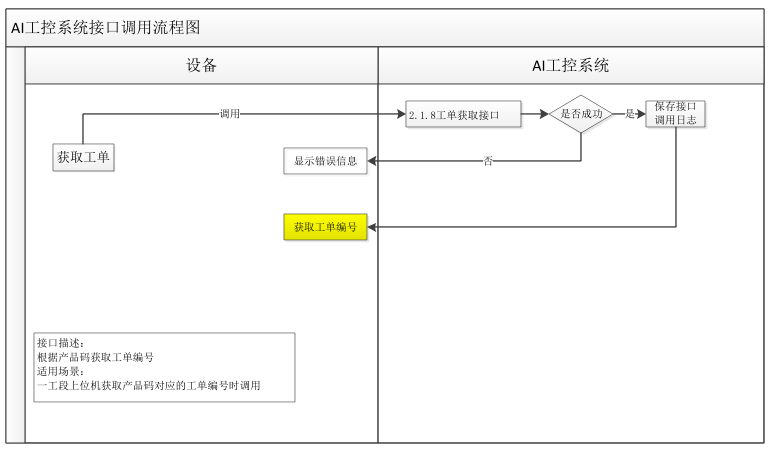 AI工控系统接口调用流程图
设备
AI工控系统
调用
2.1.8工单获取接口
是否成功
是
保存接口
调用日志
获取工单
显示错误信息
否
获取工单编号
接口描述：
根据产品码获取工单编号
适用场景：
一工段上位机获取产品码对应的工单编号时调用